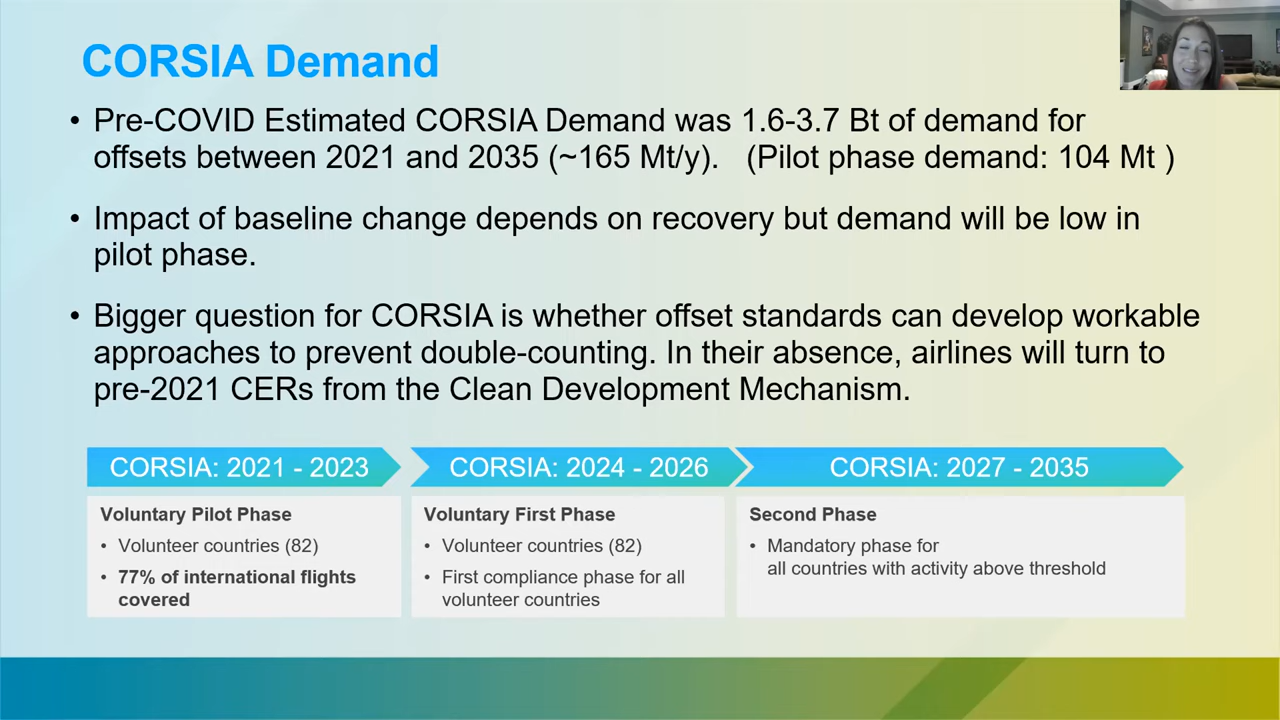 CORSIA Demand
• Pre-COVID Estimated CORSIA Demand was 1.6-3.7 Bt of demand for
offsets between 2021 and 2035 (~165 Mt/y). (Pilot phase demand: 104 Mt )
• Impact of baseline change depends on recovery but demand will be low in
pilot phase.
• Bigger question for CORSIA is whether offset standards can develop workable
approaches to prevent double-counting. In their absence, airlines will turn to
pre-2021 CERs from the Clean Development Mechanism.
CORSIA: 2021 - 2023
Voluntary Pilot Phase
• Volunteer countries (82)
• 77% of international flights
covered
CORSIA: 2024 - 2026
Voluntary First Phase
• Volunteer countries (82)
• First compliance phase for all
volunteer countries
CORSIA: 2027 - 2035
Second Phase
• Mandatory phase for
all countries with activity above threshold